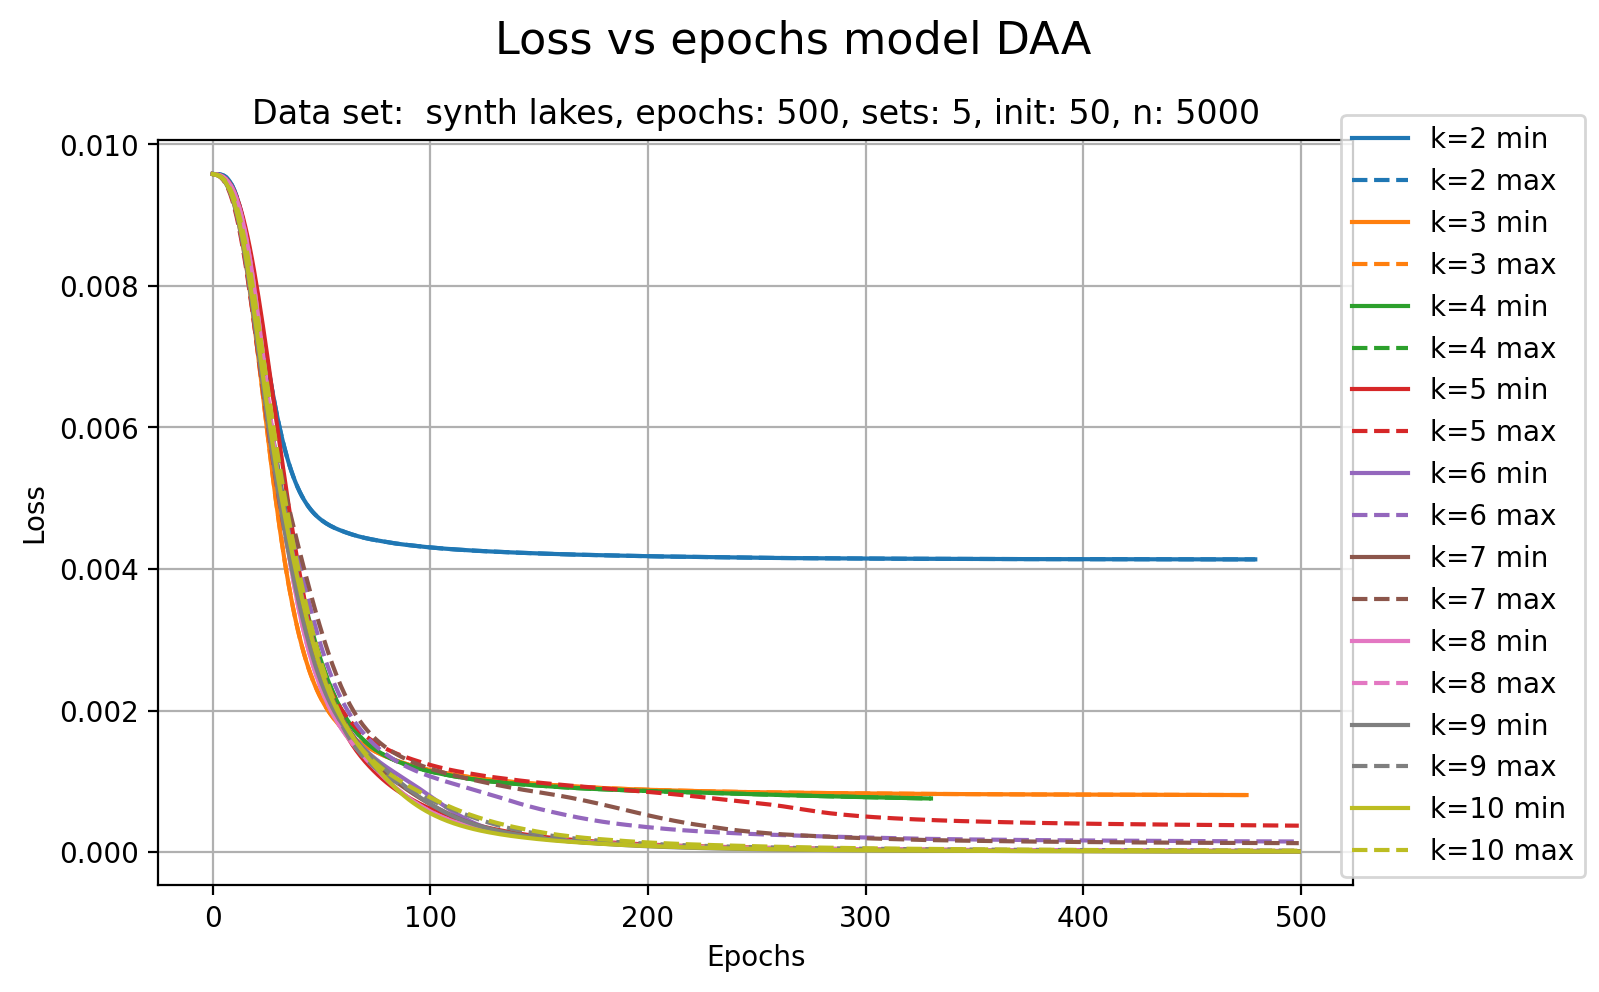 Loss vs epochs model DAA
Data set:  synth lakes, epochs: 500, sets: 5, init: 50, n: 5000
0.010
0.008
0.006
0.004
0.002
0.000
Loss
0 100 200 300 400 500
Epochs
k=2 min
k=2 max
k=3 min
k=3 max
k=4 min
k=4 max
k=5 min
k=5 max
k=6 min
k=6 max
k=7 min
k=7 max
k=8 min
k=8 max
k=9 min
k=9 max
k=10 min
k=10 max